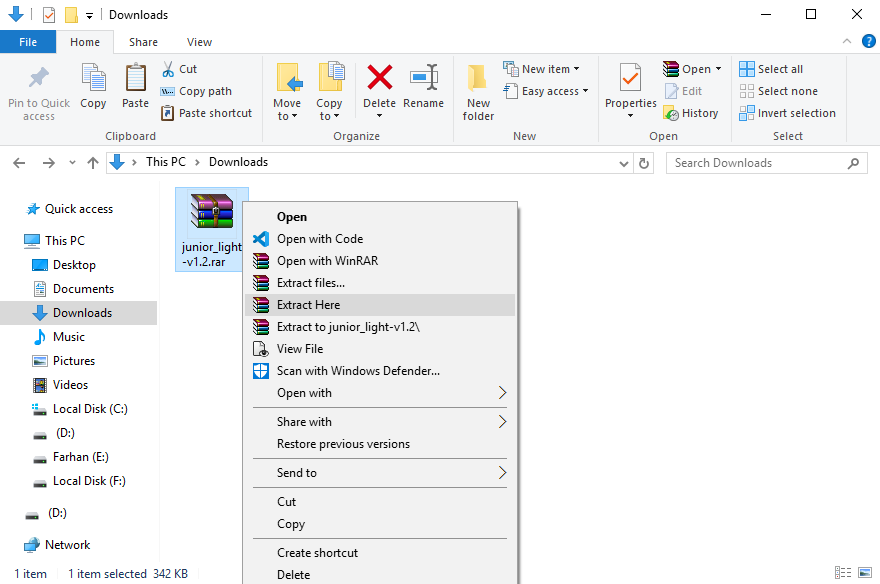 Downloads
File Home Share View
Pin to Quick access
Copy
Paste
Cut
Copy path
Paste shortcut
Clipboard
Move to
Copy to
Delete
Rename
Organize
New folder
New item
Easy access
New
Properties
Open
Edit
History
Open
Select all
Select none
Invert selection
Select
This PC > Downloads
Search Downloads
Quick access
This PC
Desktop
Documents
Downloads
Music
Pictures
Videos
Local Disk (C:)
(D:)
Farhan (E:)
Local Disk (F:)
(D:)
Network
junior_light
-v1.2.rar
Open
Open with Code
Open with WinRAR
Extract files...
Extract Here
Extract to junior_light-v1.2\
View File
Scan with Windows Defender...
Open with
Share with
Restore previous versions
Send to
Cut
Copy
Create shortcut
Delete
1 item 1 item selected 342 KB